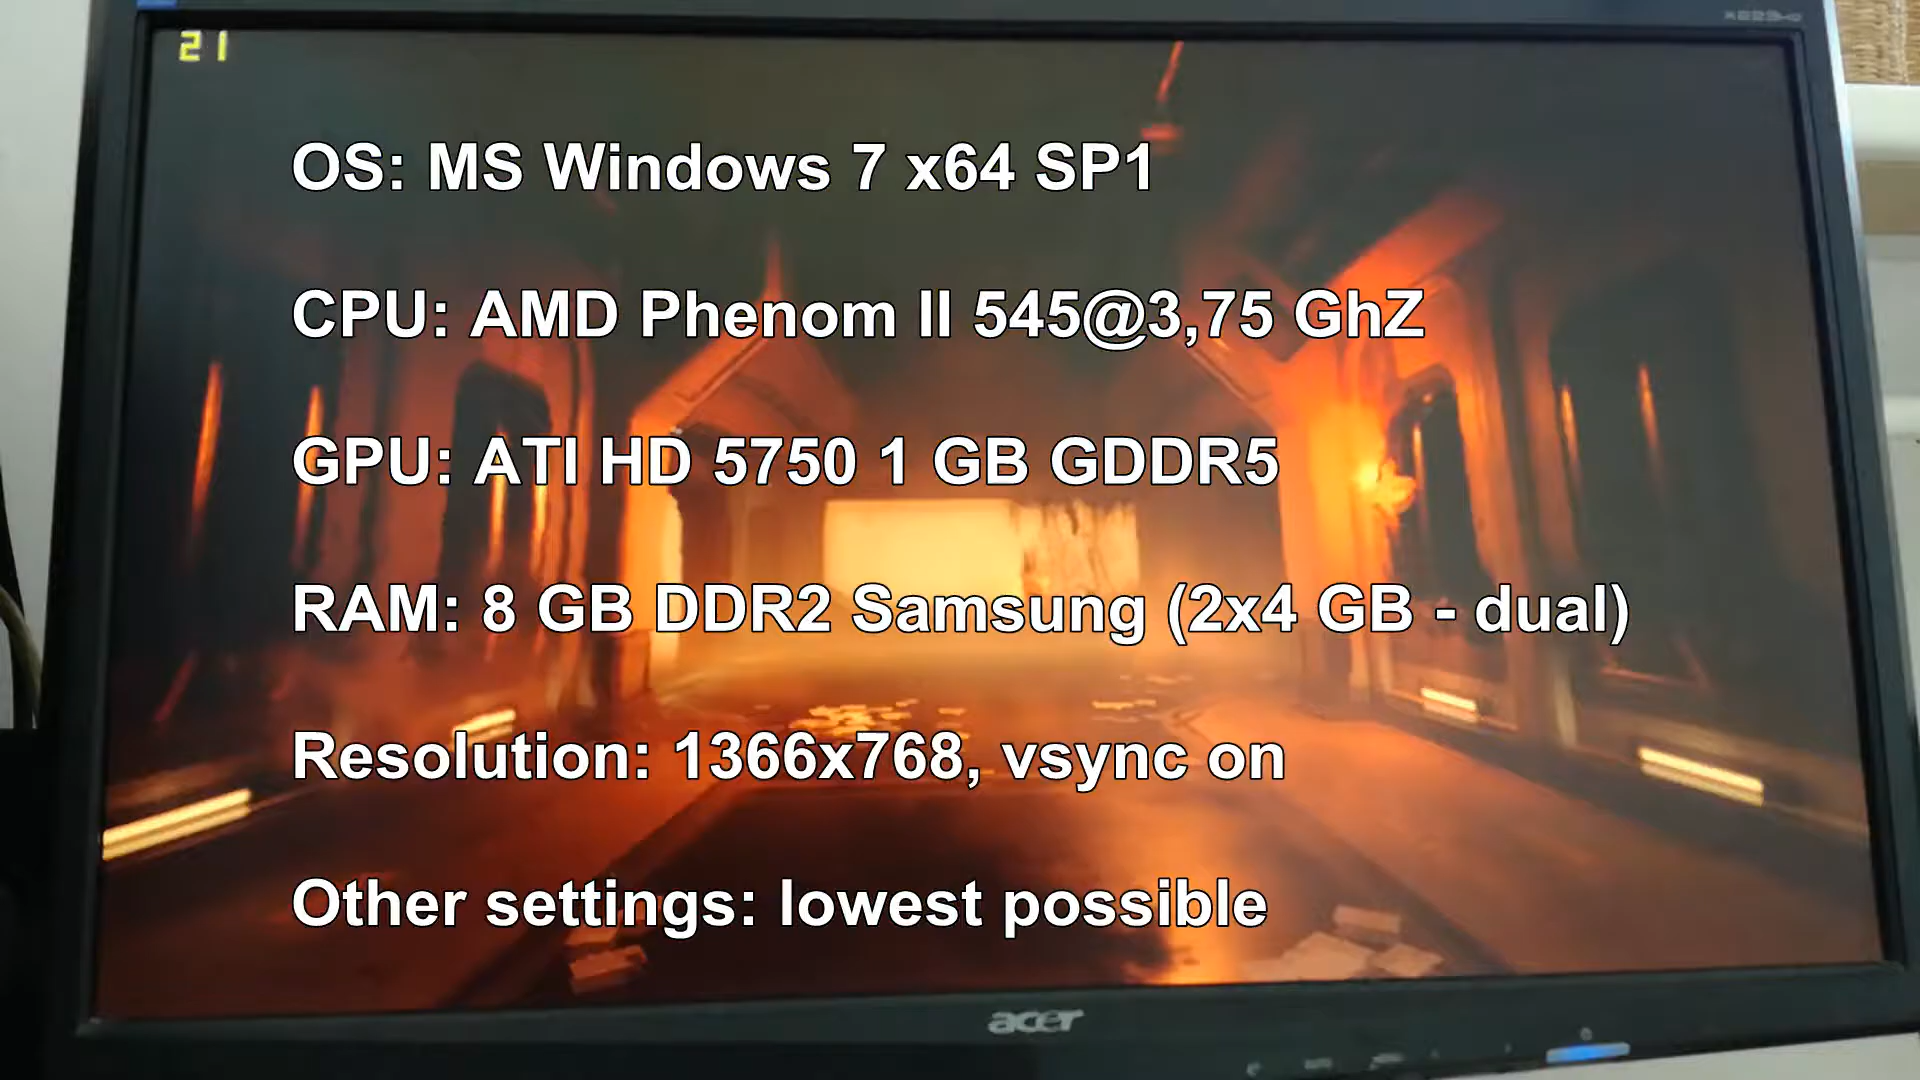 21
OS: MS Windows 7 x64 SP1
CPU: AMD Phenom II 545@3,75 GhZ
GPU: ATI HD 5750 1 GB GDDR5
RAM: 8 GB DDR2 Samsung (2x4 GB - dual)
Resolution: 1366x768, vsync on
Other settings: lowest possible
acer